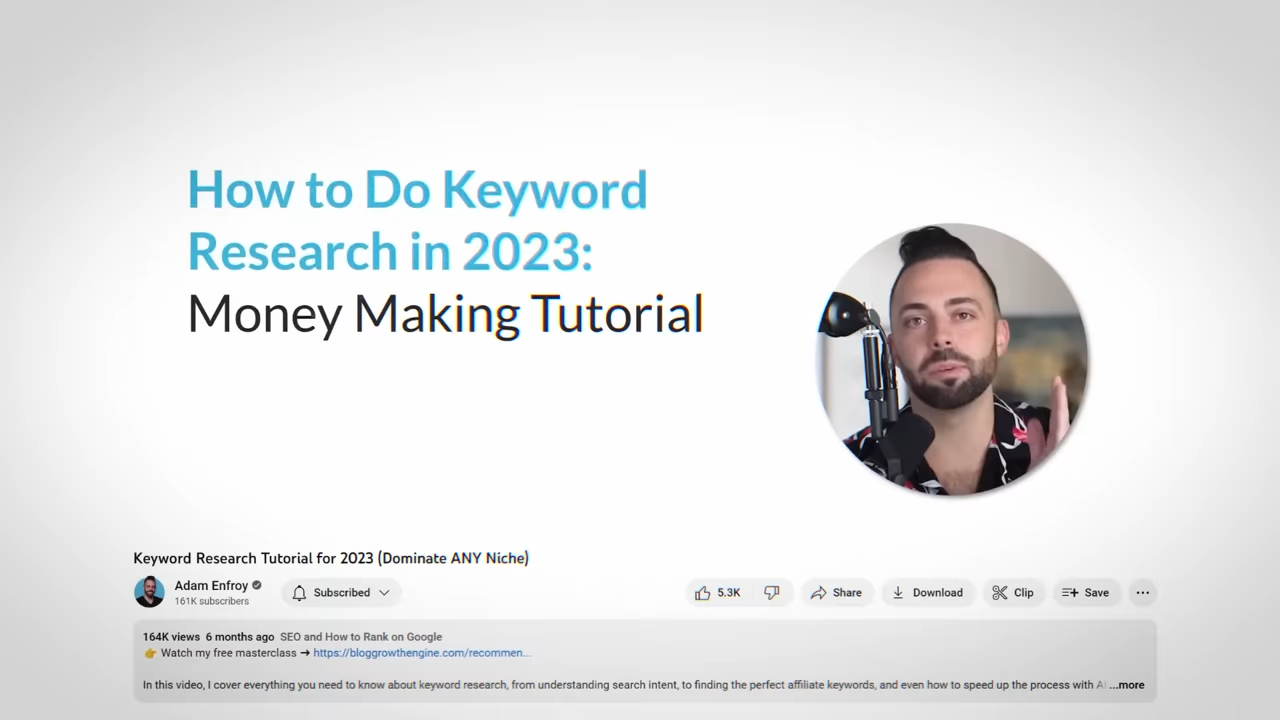 How to Do Keyword
Research in 2023:
Money Making Tutorial
Keyword Research Tutorial for 2023 (Dominate ANY Niche)
Adam Enfroy
161K subscribers
Subscribed
5.3K
Share
Download
Clip
Save
164K views 6 months ago SEO and How to Rank on Google
👉 Watch my free masterclass → https://bloggrowthengine.com/recommen...
In this video, I cover everything you need to know about keyword research, from understanding search intent, to finding the perfect affiliate keywords, and even how to speed up the process with ...more